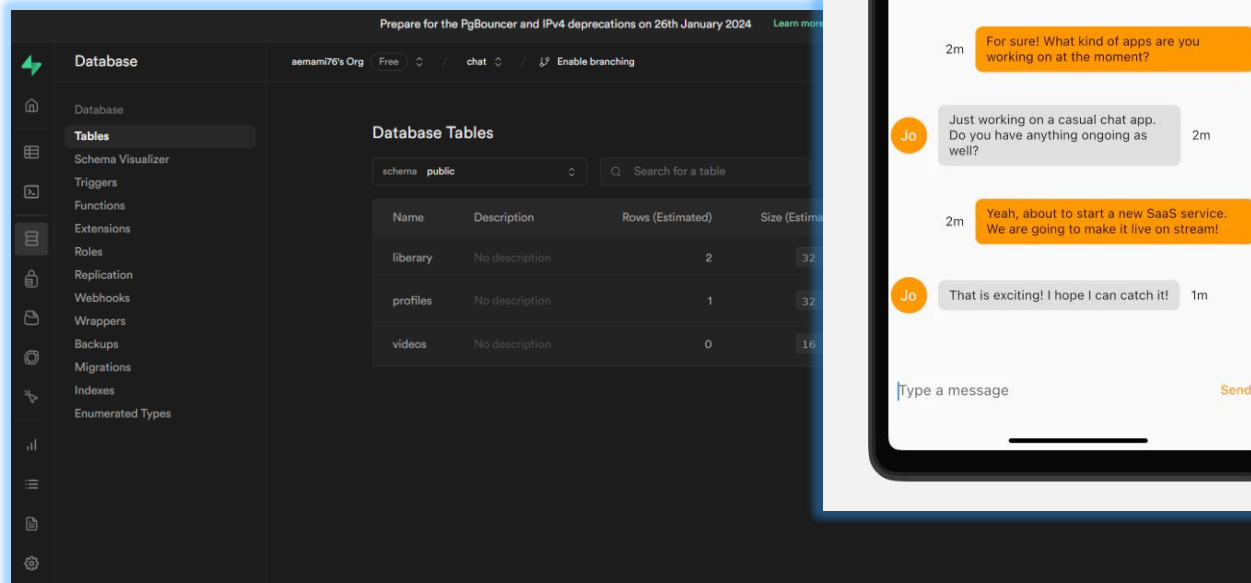 Prepare for the PgBouncer and IPv4 deprecations on 26th January 2024 Learn more
Database
aemami76's Org Free / chat / Enable branching
Database
Tables
Schema Visualizer
Triggers
Functions
Extensions
Roles
Replication
Webhooks
Wrappers
Backups
Migrations
Indexes
Enumerated Types
Database Tables
schema public
Search for a table
Name Description Rows (Estimated) Size (Estima
liberary No description 2 32
profiles No description 1 32
videos No description 0 16
2m
For sure! What kind of apps are you
working on at the moment?
Jo
Just working on a casual chat app.
Do you have anything ongoing as
well?
2m
2m
Yeah, about to start a new SaaS service.
We are going to make it live on stream!
Jo
That is exciting! I hope I can catch it!
1m
Type a message
Send